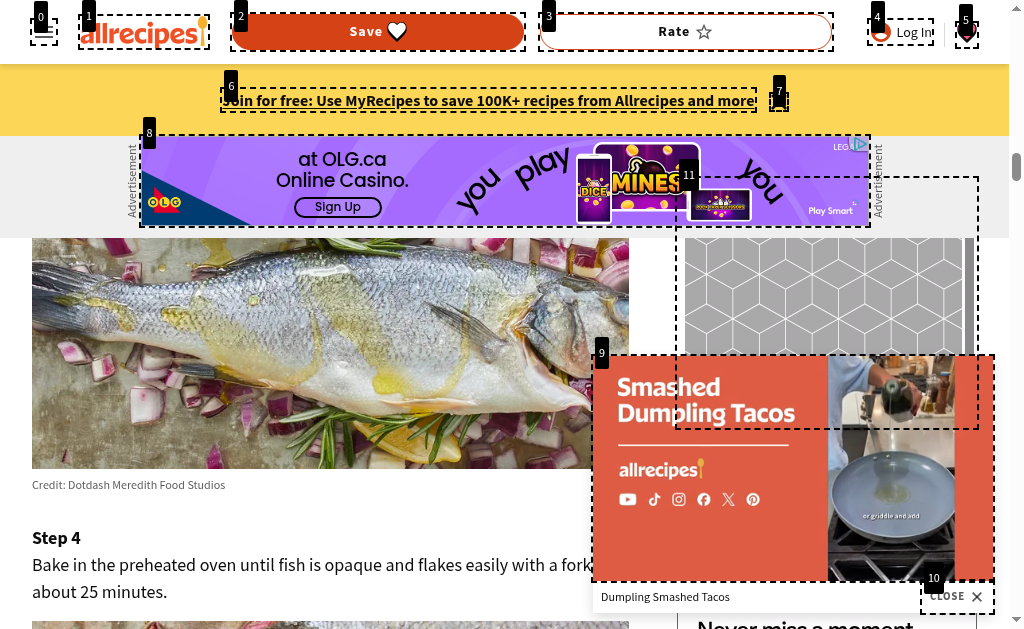 0
1
2
3
4
5
allrecipes
Save
Rate
Log In
6
7
Join for free: Use MyRecipes to save 100K+ recipes from Allrecipes and more
8
Advertisement
OLG
at OLG.ca
Online Casino.
Sign Up
you play
DICE
MINES
you
Play Smart
Advertisement
11
9
Smashed
Dumpling Tacos
allrecipes
or griddle and add
Credit: Dotdash Meredith Food Studios
Step 4
Bake in the preheated oven until fish is opaque and flakes easily with a fork
about 25 minutes.
10
Dumpling Smashed Tacos
CLOSE
Never miss a moment